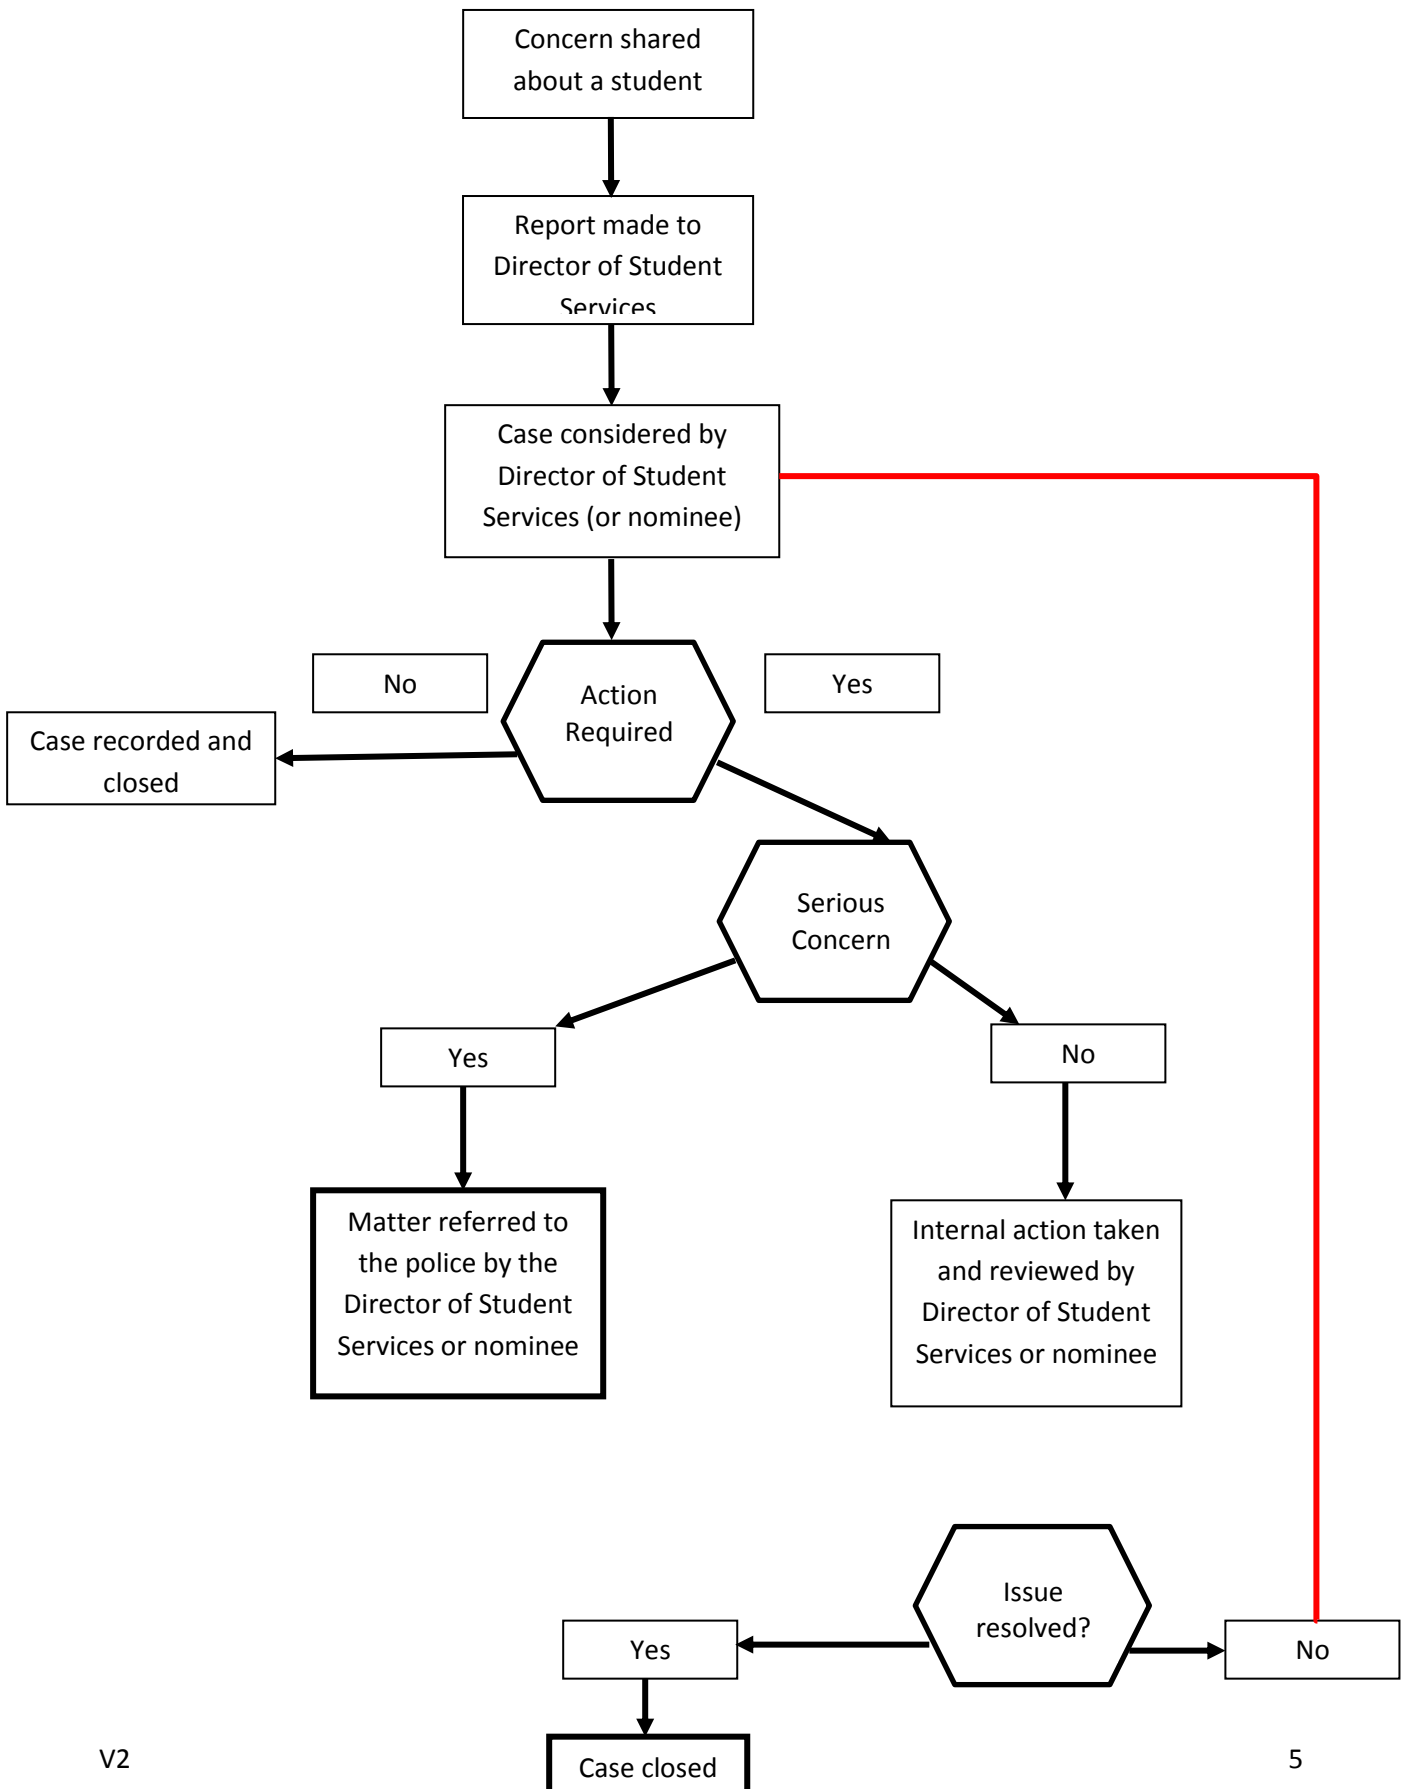 Concern shared
about a student
Report made to
Director of Student
Services
Case considered by
Director of Student
Services (or nominee)
No
Action
Required
Yes
Case recorded and
closed
Serious
Concern
Yes
No
Matter referred to
the police by the
Director of Student
Services or nominee
Internal action taken
and reviewed by
Director of Student
Services or nominee
Issue
resolved?
Yes
No
Case closed
V2
5